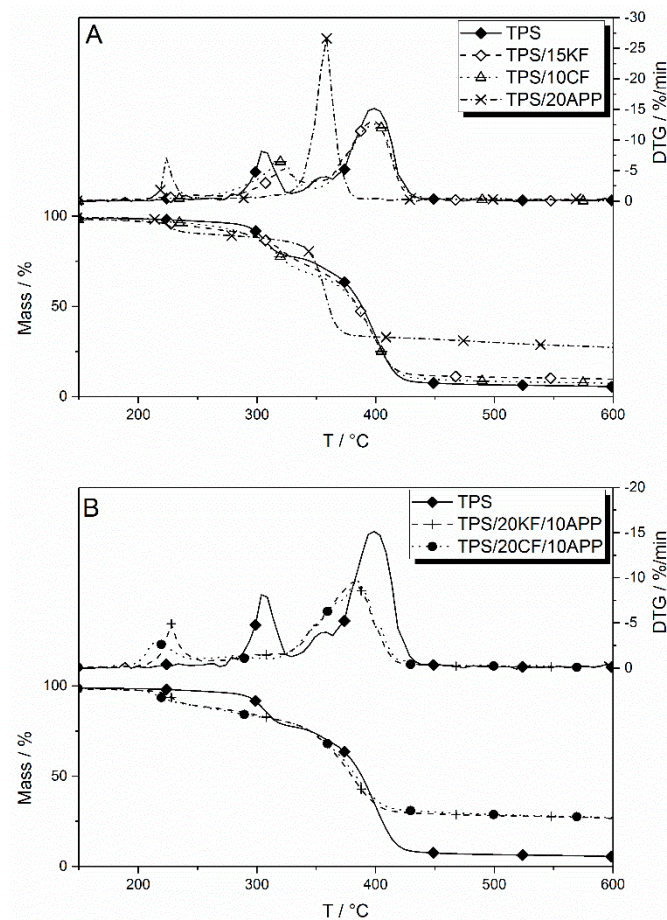 A
TPS
TPS/15KF
TPS/10CF
TPS/20APP
-30
-25
-20
-15
-10
-5
0
DTG / %/min
100
50
0
Mass / %
200
300
400
500
600
T / °C
B
TPS
TPS/20KF/10APP
TPS/20CF/10APP
-20
-15
-10
-5
0
DTG / %/min
100
50
0
Mass / %
200
300
400
500
600
T / °C